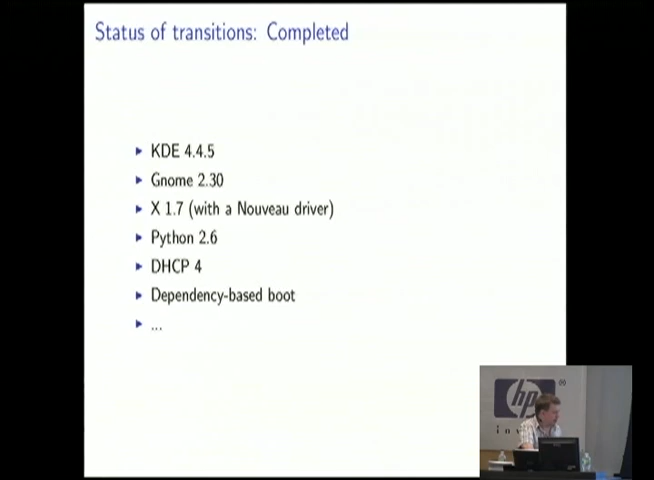 Status of transitions: Completed
KDE 4.4.5
Gnome 2.30
X 1.7 (with a Nouveau driver)
Python 2.6
DHCP 4
Dependency-based boot
...
hp
®